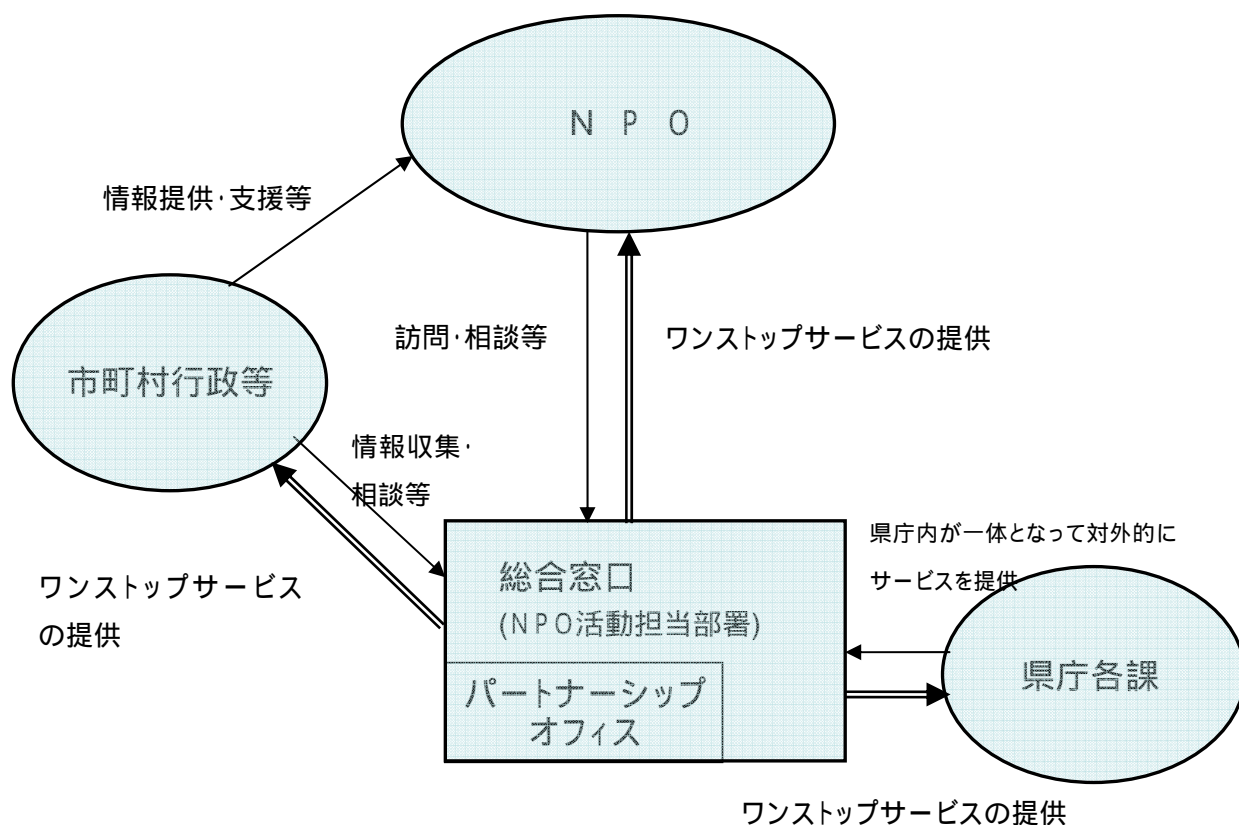 ＮＰＯ
情報提供・支援等
訪問・相談等
ワンストップサービスの提供
市町村行政等
情報収集・
相談等
県庁内が一体となって対外的に
サービスを提供
総合窓口
(ＮＰＯ活動担当部署)
ワンストップサービス
の提供
パートナーシップ
オフィス
県庁各課
ワンストップサービスの提供